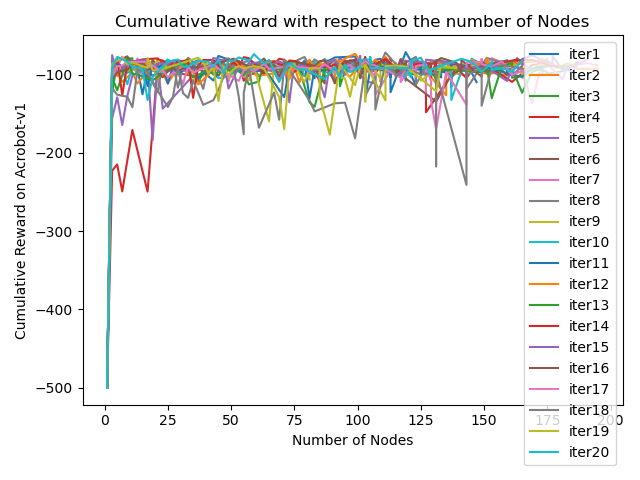 Cumulative Reward with respect to the number of Nodes
Cumulative Reward on Acrobot-v1
−100
−200
−300
−400
−500
0 25 50 75 100 125 150 175 200
Number of Nodes
iter1
iter2
iter3
iter4
iter5
iter6
iter7
iter8
iter9
iter10
iter11
iter12
iter13
iter14
iter15
iter16
iter17
iter18
iter19
iter20